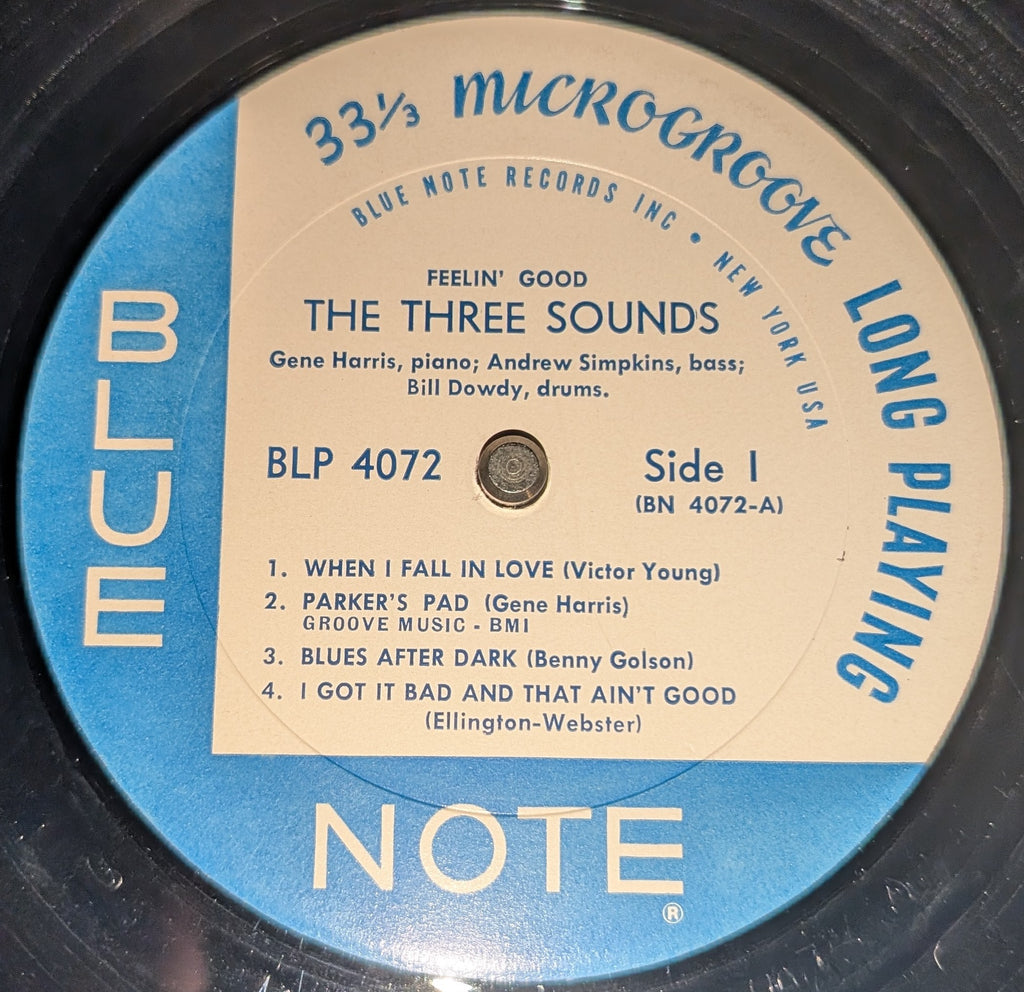 33⅓ MICROGROOVE LONG PLAYING
BLUE NOTE RECORDS INC • NEW YORK USA
FEELIN' GOOD
THE THREE SOUNDS
Gene Harris, piano; Andrew Simpkins, bass;
Bill Dowdy, drums.
BLP 4072
Side 1
(BN 4072-A)
1. WHEN I FALL IN LOVE (Victor Young)
2. PARKER'S PAD (Gene Harris)
GROOVE MUSIC - BMI
3. BLUES AFTER DARK (Benny Golson)
4. I GOT IT BAD AND THAT AIN'T GOOD
(Ellington-Webster)
BLUE
NOTE
®